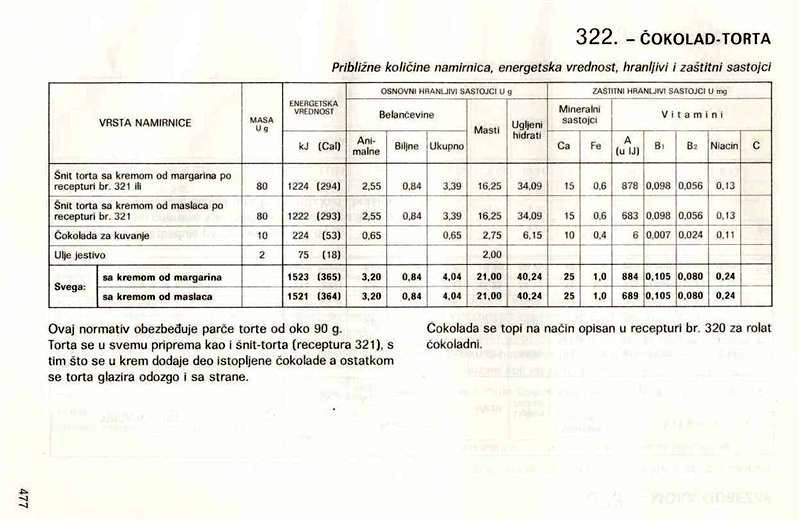 322. – ČOKOLAD-TORTA
Približne količine namirnica, energetska vrednost, hranljivi i zaštitni sastojci
VRSTA NAMIRNICE
MASA
U g
ENERGETSKA
VREDNOST
kJ (Cal)
OSNOVNI HRANLJIVI SASTOJCI U g
Belančevine
Ani-
malne
Biljne
Ukupno
Masti
Ugljeni
hidrati
ZAŠTITNI HRANLJIVI SASTOJCI U mg
Mineralni
sastojci
Ca
Fe
Vitamini
A
(u IJ)
B1
B2
Niacin
C
Šnit torta sa kremom od margarina po
recepturi br. 321 ili 80 1224 (294) 2,55 0,84 3,39 16,25 34,09 15 0,6 878 0,098 0,056 0,13
Šnit torta sa kremom od maslaca po
recepturi br. 321 80 1222 (293) 2,55 0,84 3,39 16,25 34,09 15 0,6 683 0,098 0,056 0,13
Čokolada za kuvanje 10 224 (53) 0,65 0,65 2,75 6,15 10 0,4 6 0,007 0,024 0,11
Ulje jestivo 2 75 (18) 2,00
Svega:
sa kremom od margarina 1523 (365) 3,20 0,84 4,04 21,00 40,24 25 1,0 884 0,105 0,080 0,24
sa kremom od maslaca 1521 (364) 3,20 0,84 4,04 21,00 40,24 25 1,0 689 0,105 0,080 0,24
Ovaj normativ obezbeđuje parče torte od oko 90 g.
Torta se u svemu priprema kao i šnit-torta (receptura 321), s
tim što se u krem dodaje deo istopljene čokolade a ostatkom
se torta glazira odozgo i sa strane.
Čokolada se topi na način opisan u recepturi br. 320 za rolat
čokoladni.
477